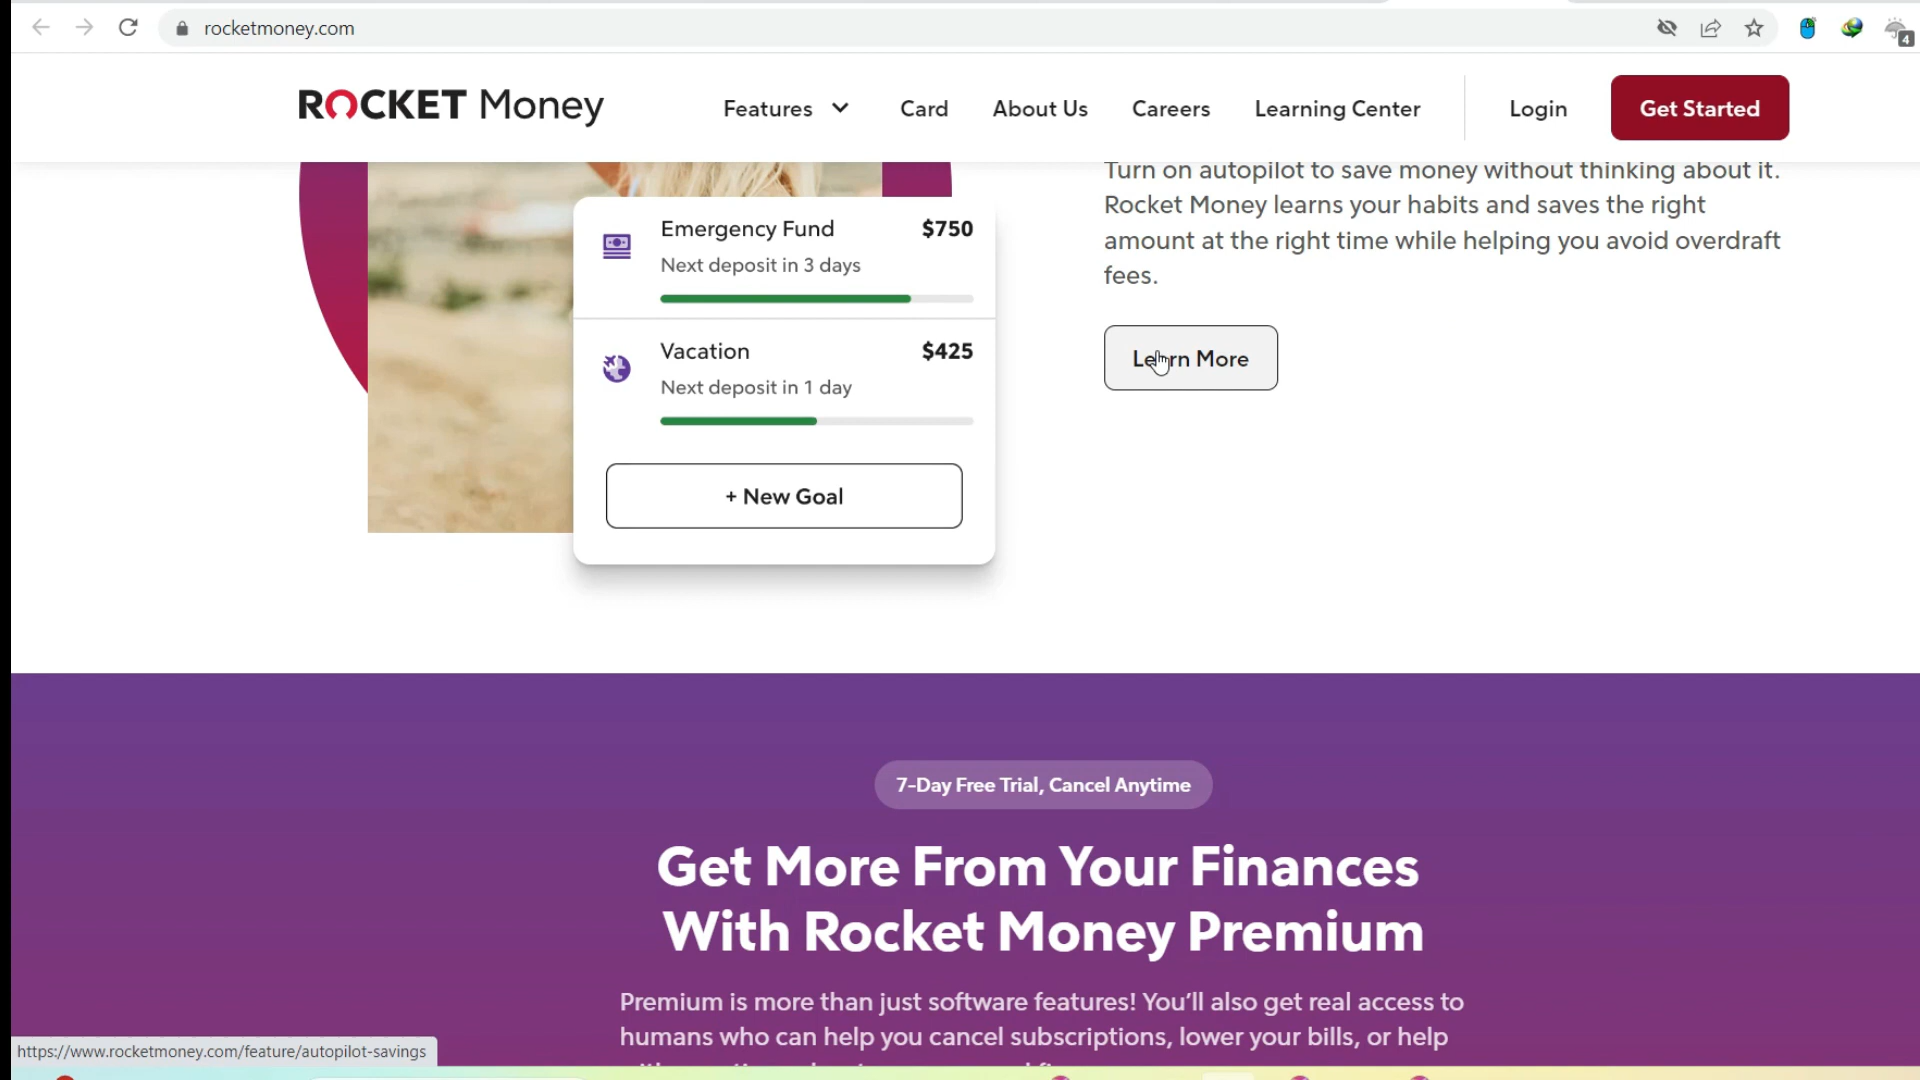 rocketmoney.com
4
ROCKET Money
Features
Card
About Us
Careers
Learning Center
Login
Get Started
Turn on autopilot to save money without thinking about it.
Rocket Money learns your habits and saves the right
amount at the right time while helping you avoid overdraft
fees.
Learn More
Emergency Fund $750
Next deposit in 3 days
Vacation $425
Next deposit in 1 day
+ New Goal
7-Day Free Trial, Cancel Anytime
Get More From Your Finances
With Rocket Money Premium
Premium is more than just software features! You’ll also get real access to
humans who can help you cancel subscriptions, lower your bills, or help
https://www.rocketmoney.com/feature/autopilot-savings